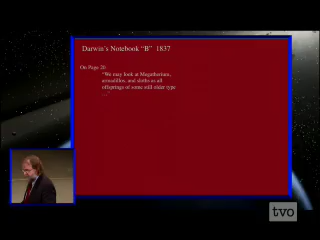 Darwin's Notebook "B" 1837
On Page 20:
"We may look at Megatherium,
armadillos, and sloths as all
offsprings of some still older type
…"
tvo